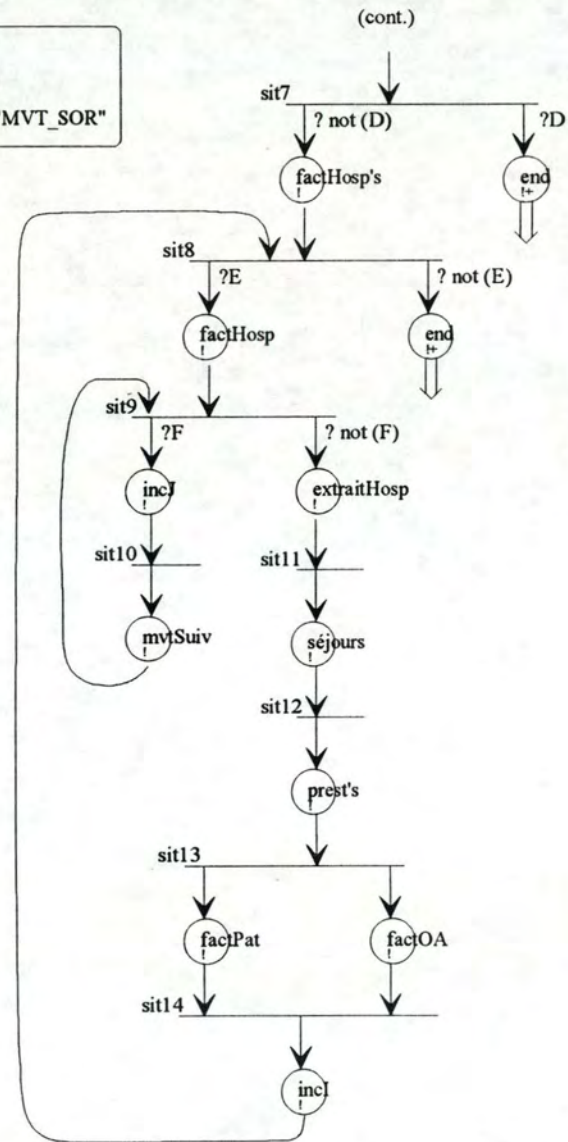 (cont.)
"MVT_SOR"
sit7
? not (D)
?D
factHosp's
!
end
!+
sit8
?E
? not (E)
factHosp
!
end
!+
sit9
?F
? not (F)
incJ
!
extraitHosp
!
sit10
sit11
mvtSuiv
!
séjours
!
sit12
prest's
!
sit13
factPat
!
factOA
!
sit14
incI
!